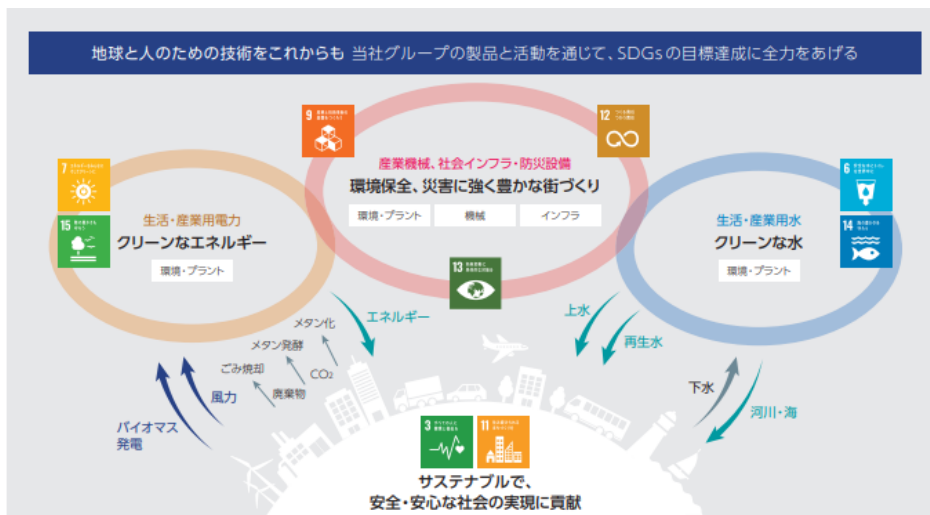 地球と人のための技術をこれからも 当社グループの製品と活動を通じて、SDGsの目標達成に全力をあげる
9
12
産業機械、社会インフラ・防災設備
環境保全、災害に強く豊かな街づくり
環境・プラント
機械
インフラ
13
7
15
生活・産業用電力
クリーンなエネルギー
環境・プラント
6
14
生活・産業用水
クリーンな水
環境・プラント
メタン化
メタン発酵
ごみ焼却
CO2
廃棄物
エネルギー
上水
再生水
下水
河川・海
風力
バイオマス
発電
3
11
サステナブルで、
安全・安心な社会の実現に貢献